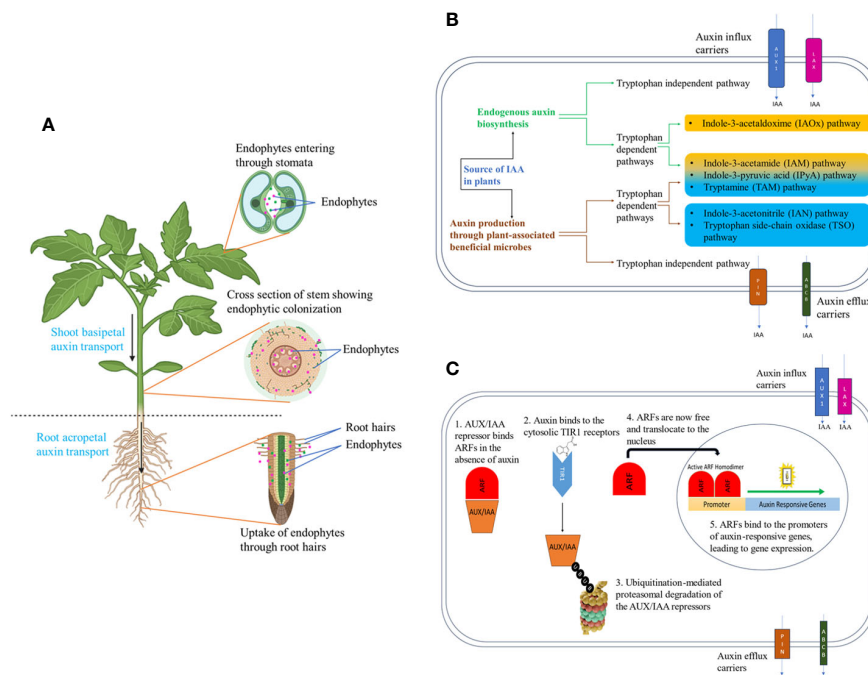 A
Endophytes entering
through stomata
Endophytes
Cross section of stem showing
endophytic colonization
Endophytes
Shoot basipetal
auxin transport
Root acropetal
auxin transport
Root hairs
Endophytes
Uptake of endophytes
through root hairs
B
Auxin influx
carriers
AUX1
LAX
IAA
IAA
Tryptophan independent pathway
Endogenous auxin
biosynthesis
• Indole-3-acetaldoxime (IAOx) pathway
Tryptophan
dependent
pathways
Source of IAA
in plants
• Indole-3-acetamide (IAM) pathway
• Indole-3-pyruvic acid (IPyA) pathway
• Tryptamine (TAM) pathway
Tryptophan
dependent
pathways
Auxin production
through plant-associated
beneficial microbes
• Indole-3-acetonitrile (IAN) pathway
• Tryptophan side-chain oxidase (TSO)
pathway
Tryptophan independent pathway
PIN
ABCB
Auxin efflux
carriers
IAA
IAA
C
Auxin influx
carriers
AUX1
LAX
IAA
IAA
1. AUX/IAA
repressor binds
ARFs in the
absence of auxin
ARF
AUX/IAA
2. Auxin binds to the
cytosolic TIR1 receptors
TIR1
AUX/IAA
3. Ubiquitination-mediated
proteasomal degradation of
the AUX/IAA repressors
4. ARFs are now free
and translocate to the
nucleus
ARF
Active ARF Homodimer
ARF
ARF
Promoter
Auxin Responsive Genes
5. ARFs bind to the promoters
of auxin-responsive genes,
leading to gene expression.
Auxin efflux
carriers
PIN
ABCB